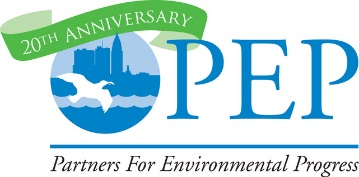 20TH ANNIVERSARY
PEP
Partners For Environmental Progress